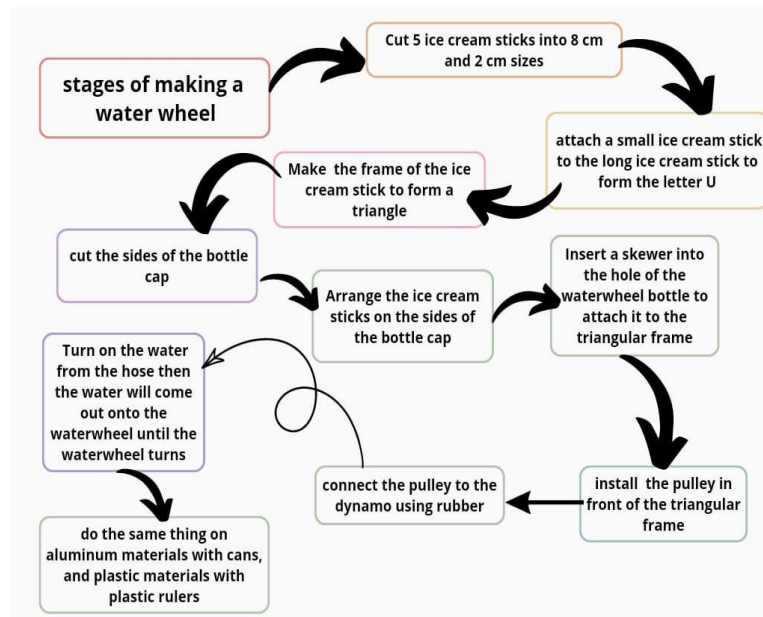 stages of making a
water wheel
Cut 5 ice cream sticks into 8 cm
and 2 cm sizes
attach a small ice cream stick
to the long ice cream stick to
form the letter U
Make the frame of the ice
cream stick to form a
triangle
cut the sides of the bottle
cap
Arrange the ice cream
sticks on the sides of
the bottle cap
Insert a skewer into
the hole of the
waterwheel bottle to
attach it to the
triangular frame
install the pulley in
front of the triangular
frame
connect the pulley to the
dynamo using rubber
Turn on the water
from the hose then
the water will come
out onto the
waterwheel until the
waterwheel turns
do the same thing on
aluminum materials with cans,
and plastic materials with
plastic rulers